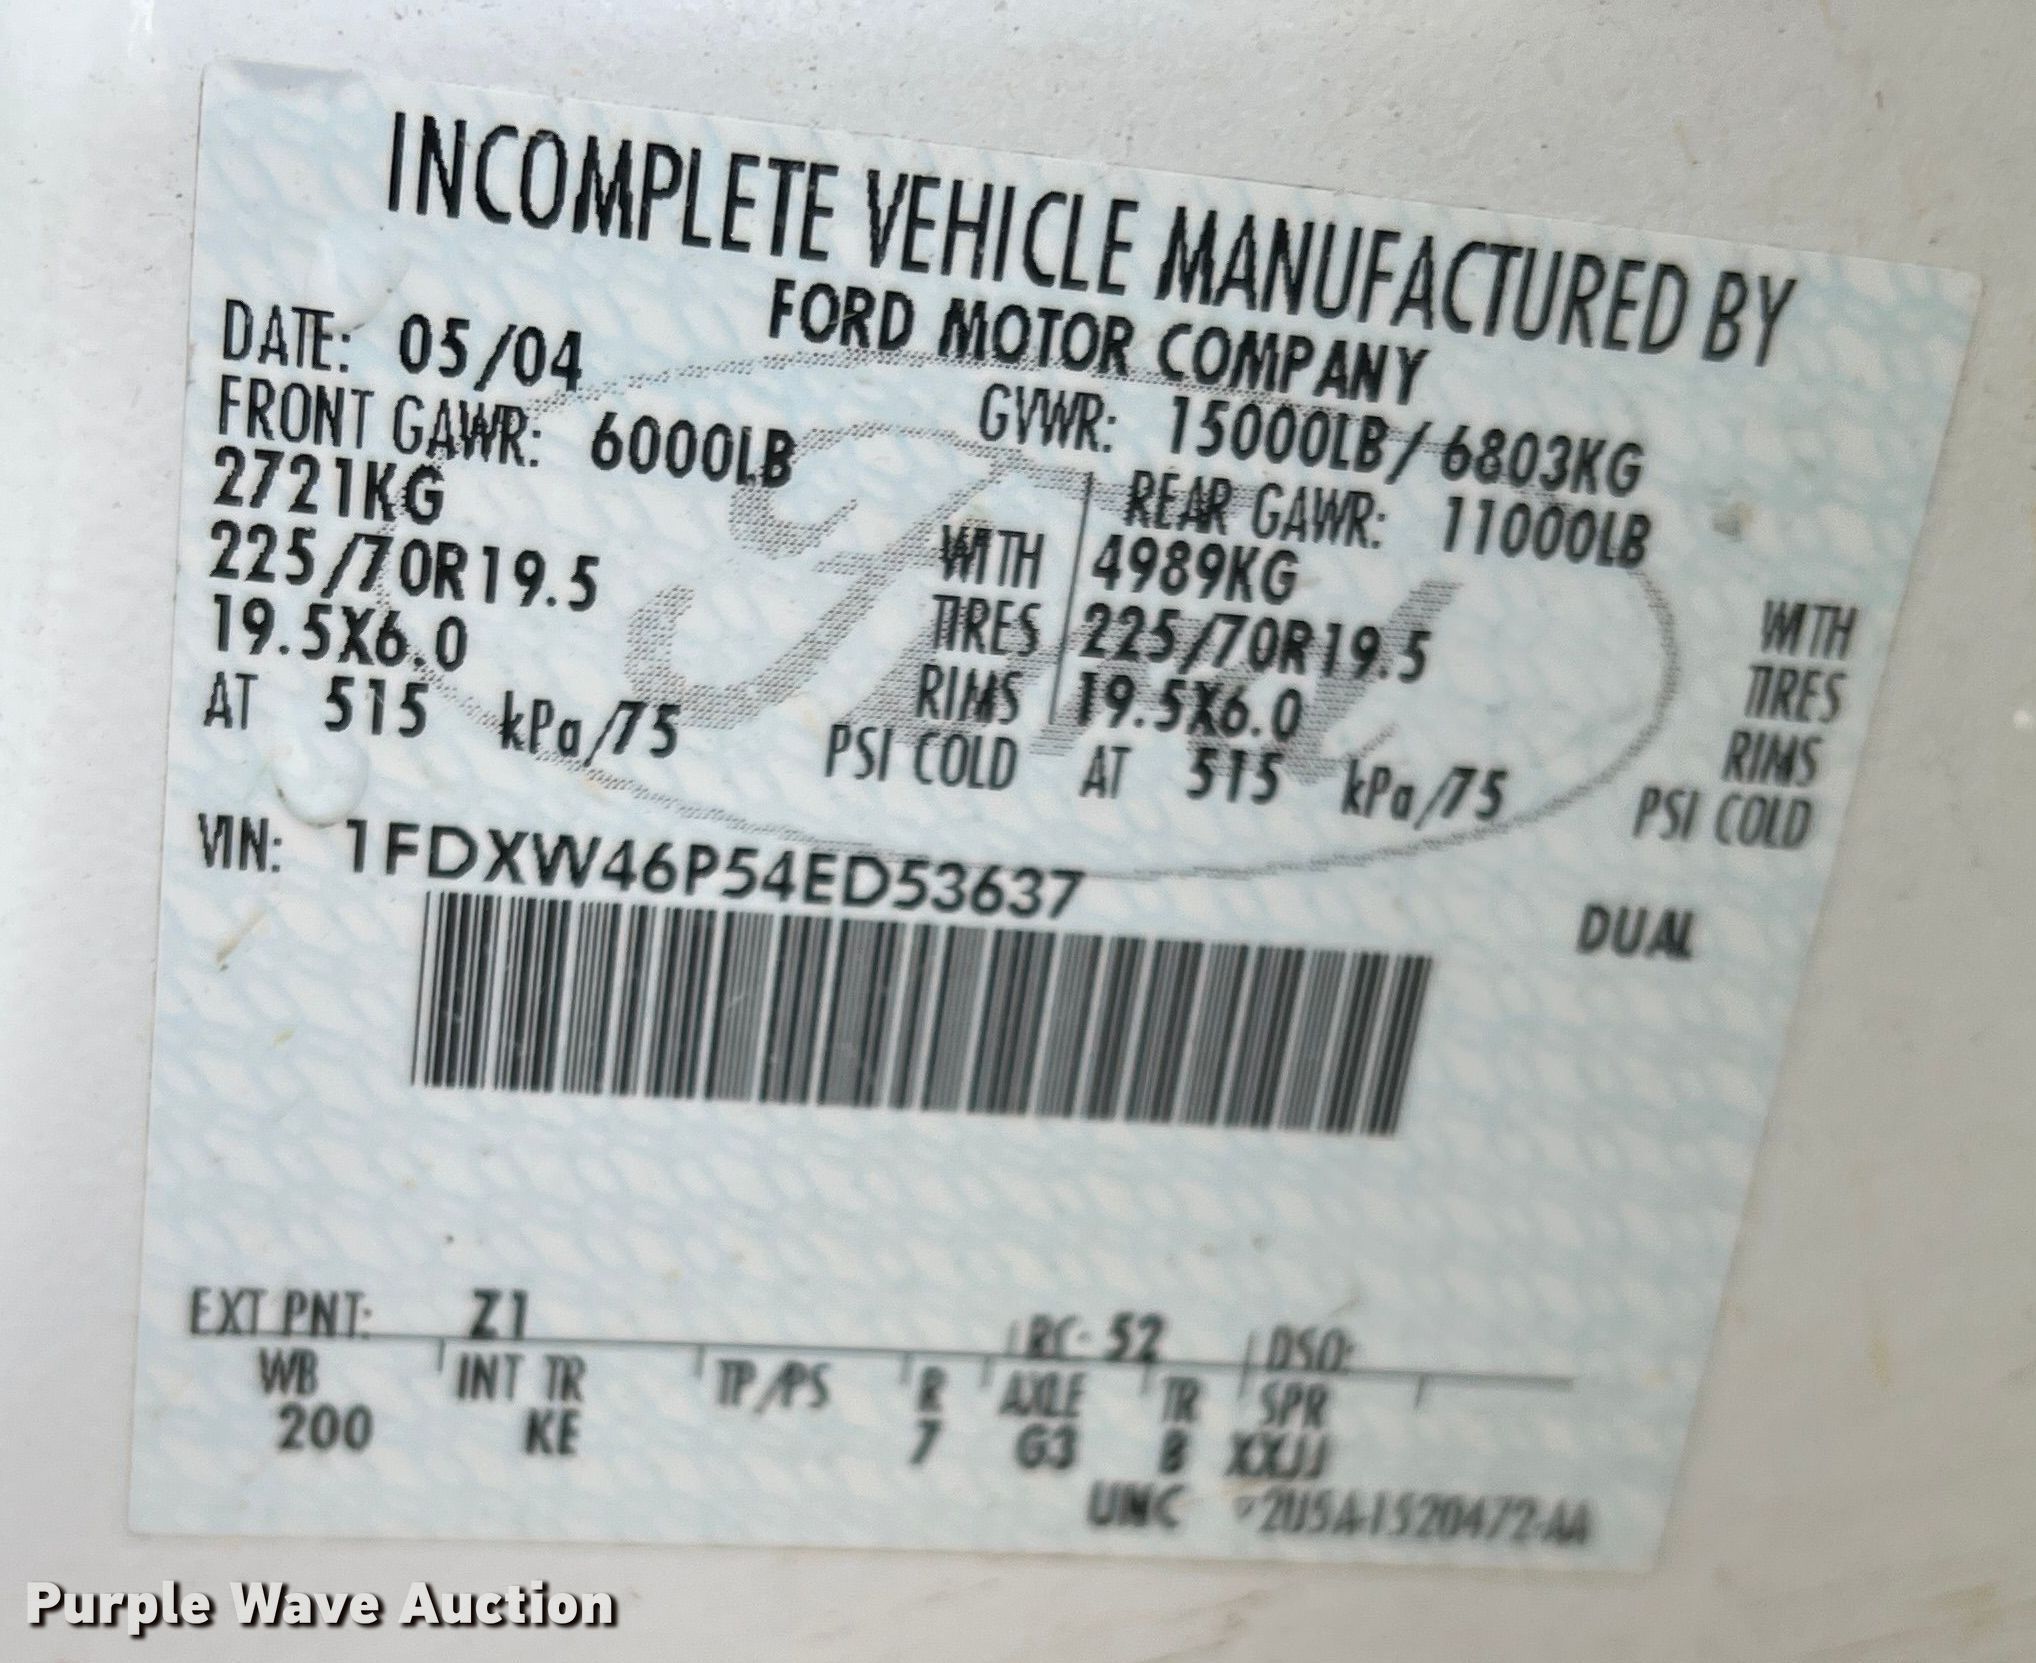 INCOMPLETE VEHICLE MANUFACTURED BY
FORD MOTOR COMPANY
DATE: 05/04 GVWR: 15000LB/6803KG
FRONT GAWR: 6000LB REAR GAWR: 11000LB
2721KG WITH 4989KG WITH
225/70R19.5 TIRES 225/70R19.5 TIRES
19.5X6.0 RIMS 19.5X6.0 RIMS
AT 515 kPa/75 PSI COLD AT 515 kPa/75 PSI COLD
VIN: 1FDXW46P54ED53637 DUAL
EXT PNT: Z1 RC: 52 DSO:
WB INT TR TP/PS R AXLE TR SPR
200 KE 7 G3 8 XXJJ
UNC 2U5A-1520472-AA
Purple Wave Auction